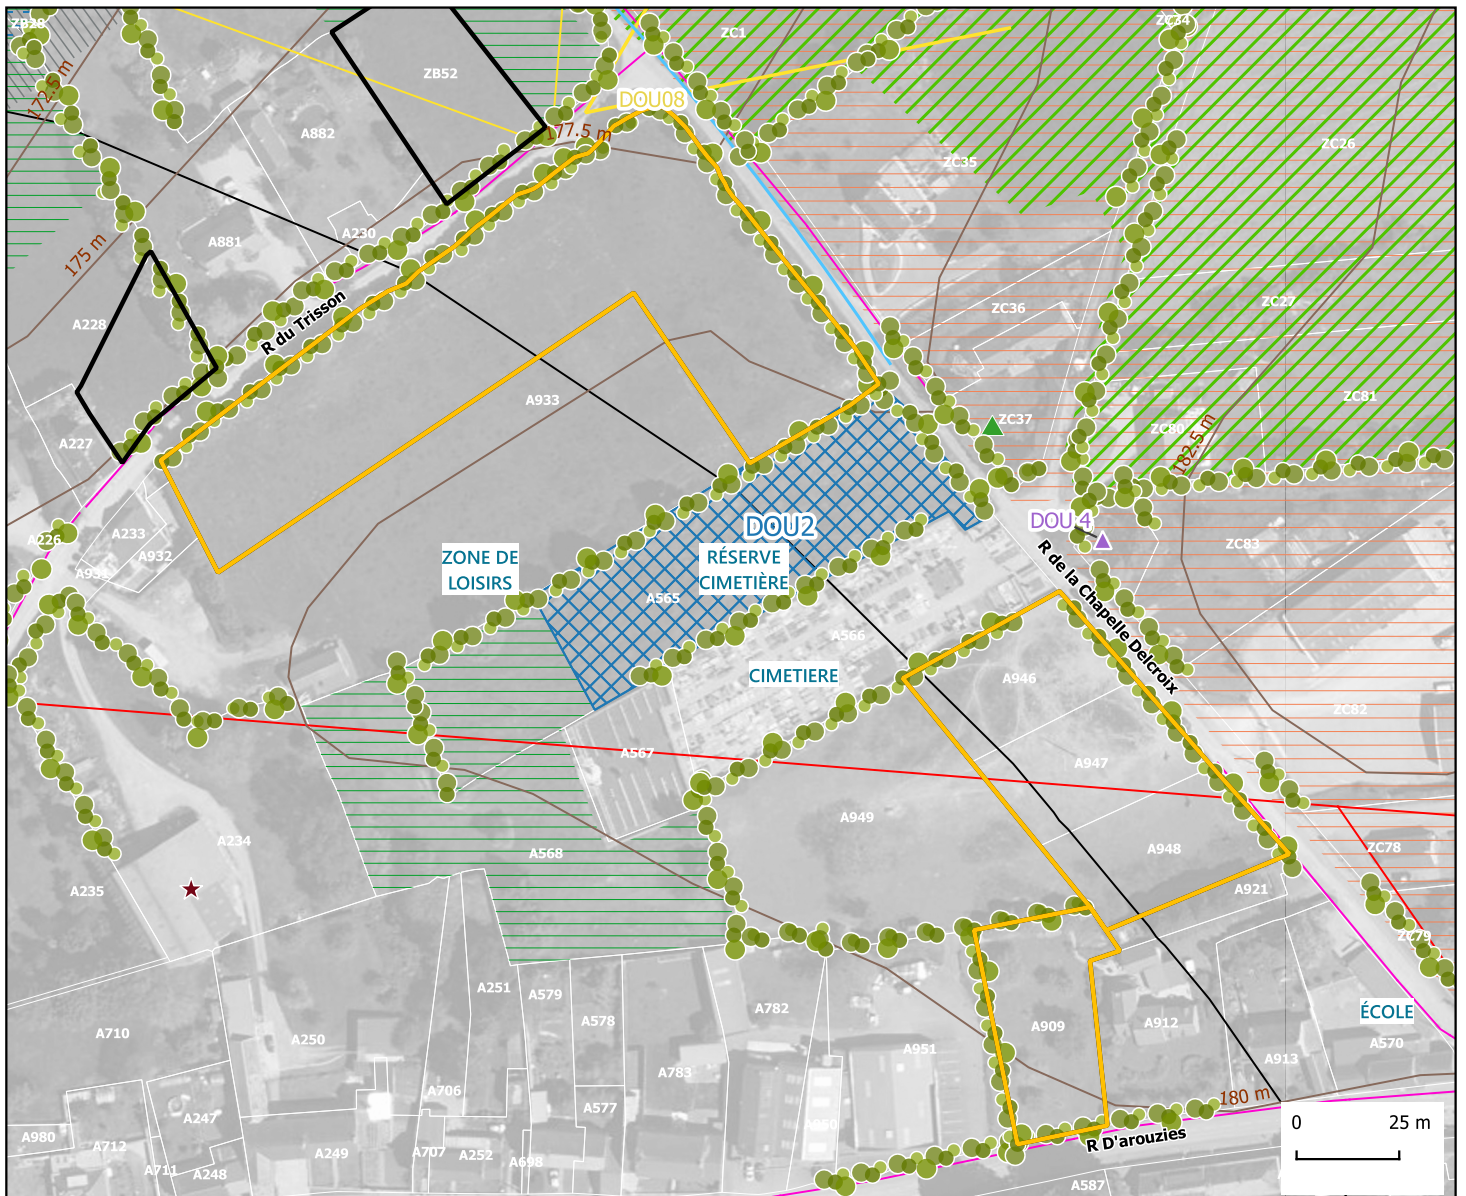 ZB28
ZC1
ZC34
ZB52
172.5 m
DOU08
A882
177.5 m
ZC35
ZC26
A230
A881
175 m
ZC27
ZC36
R du Trisson
A228
A933
ZC81
ZC37
ZC80
A227
182.5 m
DOU2
DOU 4
A233
A226
A932
A931
ZONE DE
LOISIRS
RÉSERVE
CIMETIÈRE
ZC83
A565
R de la Chapelle Delcroix
A566
CIMETIERE
A946
ZC82
A567
A947
A949
A234
A568
A948
ZC78
A235
A921
ZC79
A251
A579
A782
A578
A909
A912
ÉCOLE
A710
A250
A951
A570
A913
A783
A706
180 m
A577
A247
A950
A980
A712
R D'arouzies
A249
A707
A252
A698
A711
A248
A587
0 25 m